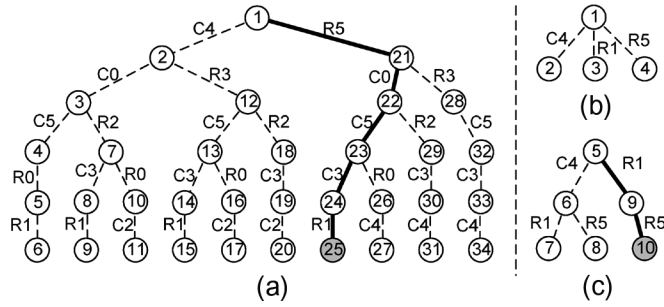 1 1
C4 R5 C4 R1 R5
2 21
C0 R3 C0 R3 2 3 4
3 12 22 28 (b)
C5 R2 C5 R2 C5 R2 C5
4 7 13 18 23 29 32 5
R0 C3 R0 C3 R0 C3 C3 R0 C3 C3 C4 R1
5 8 10 14 16 19 24 26 30 33 6 9
R1 R1 C2 R1 C2 C2 R1 C4 C4 C4 R1 R5 R5
6 9 11 15 17 20 25 27 31 34 7 8 10
(a) (c)